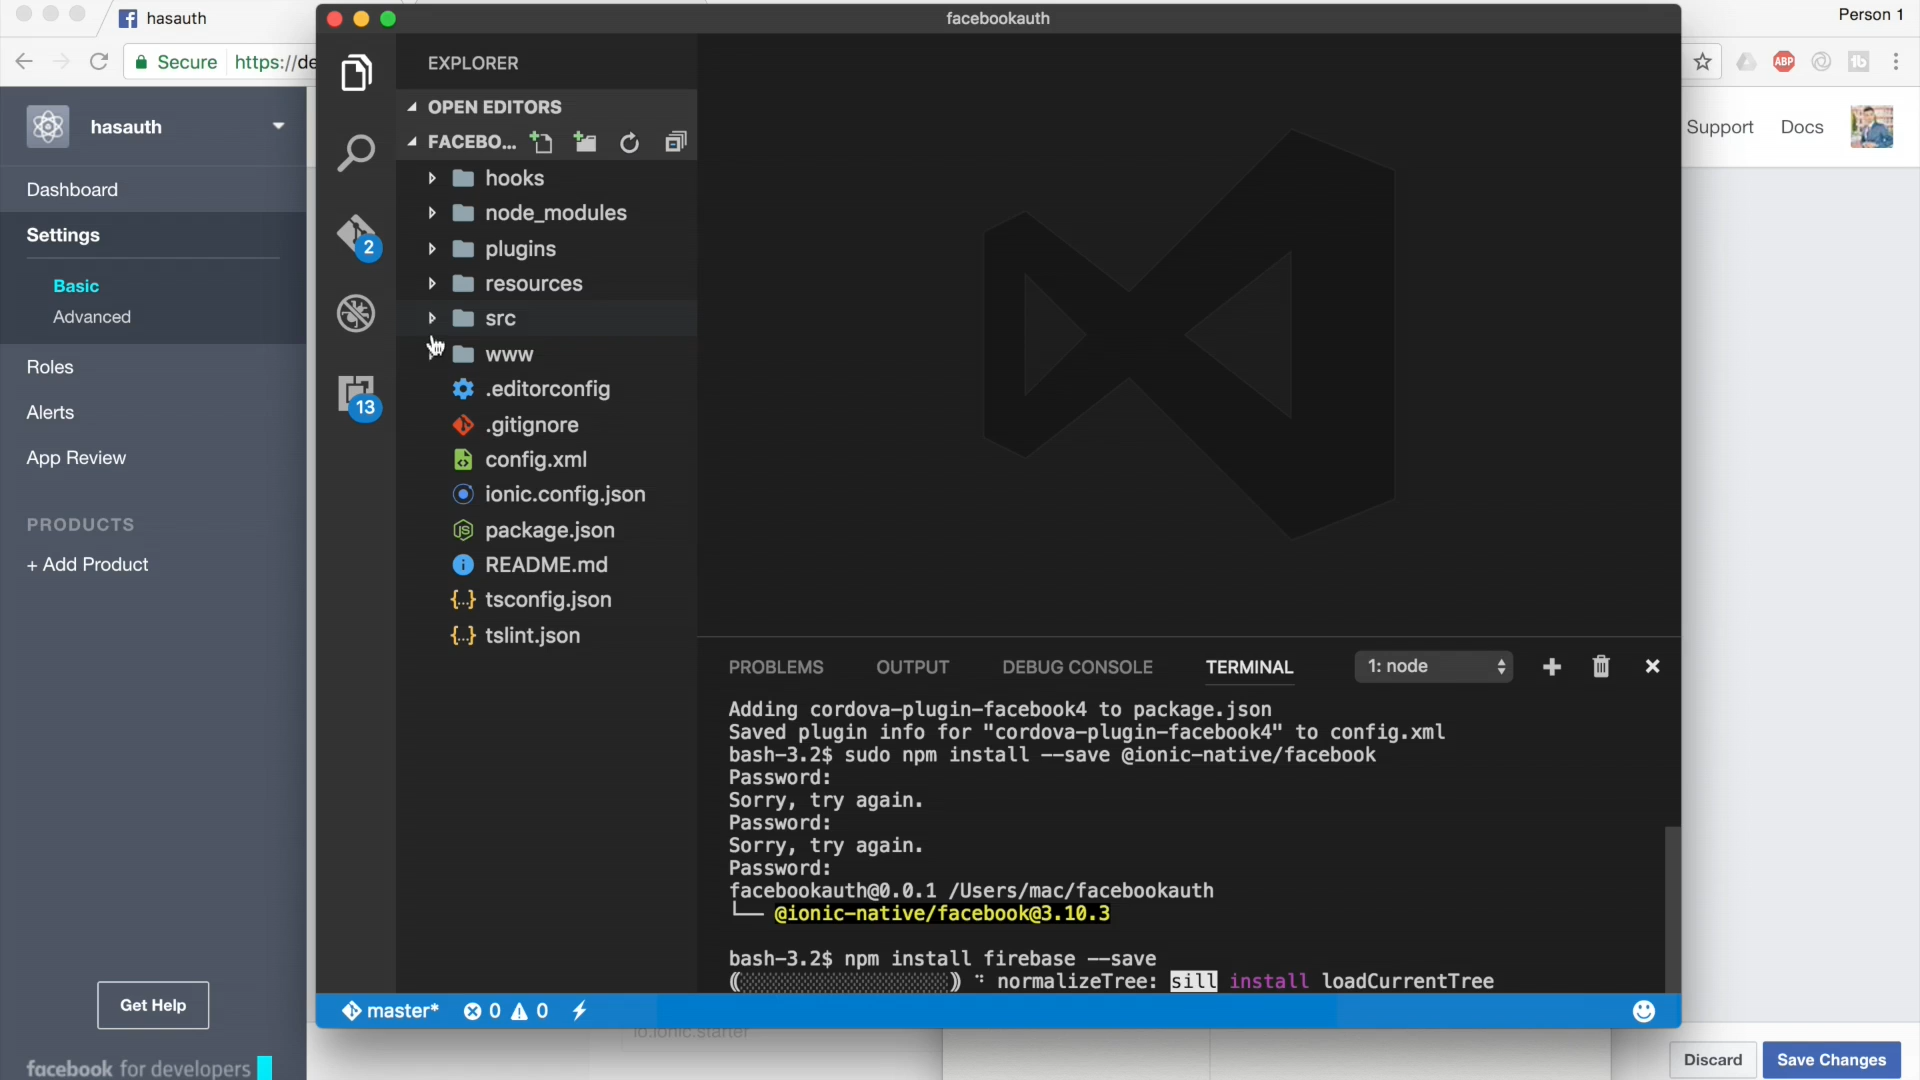 hasauth
Person 1
Secure
https://de
hasauth
Dashboard
Settings
Basic
Advanced
Roles
Alerts
App Review
PRODUCTS
+ Add Product
Get Help
facebook for developers
facebookauth
EXPLORER
OPEN EDITORS
FACEBO...
hooks
node_modules
plugins
resources
src
www
.editorconfig
.gitignore
config.xml
ionic.config.json
package.json
README.md
tsconfig.json
tslint.json
2
13
PROBLEMS
OUTPUT
DEBUG CONSOLE
TERMINAL
1: node
Adding cordova-plugin-facebook4 to package.json
Saved plugin info for "cordova-plugin-facebook4" to config.xml
bash-3.2$ sudo npm install --save @ionic-native/facebook
Password:
Sorry, try again.
Password:
Sorry, try again.
Password:
facebookauth@0.0.1 /Users/mac/facebookauth
└── @ionic-native/facebook@3.10.3
bash-3.2$ npm install firebase --save
normalizeTree: sill install loadCurrentTree
master*
0
0
Support
Docs
ABP
Discard
Save Changes